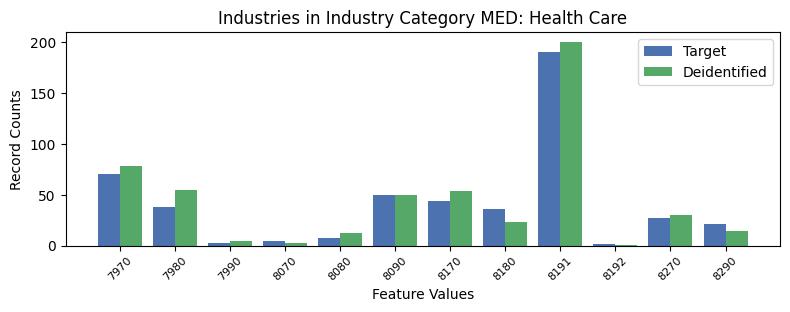 Industries in Industry Category MED: Health Care
Target
Deidentified
Record Counts
200
150
100
50
0
7970 7980 7990 8070 8080 8090 8170 8180 8191 8192 8270 8290
Feature Values